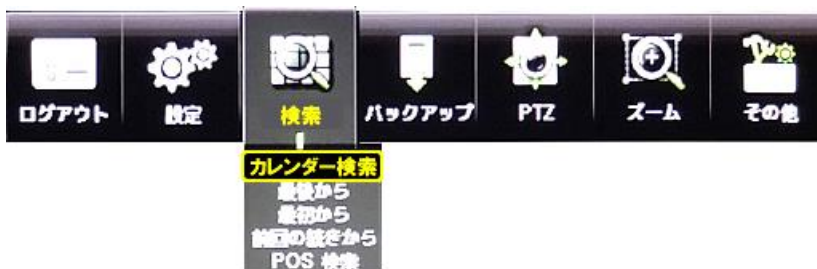 ログアウト 設定 検索 バックアップ PTZ ズーム その他
カレンダー検索
最後から
最初から
前回の続きから
POS 検索